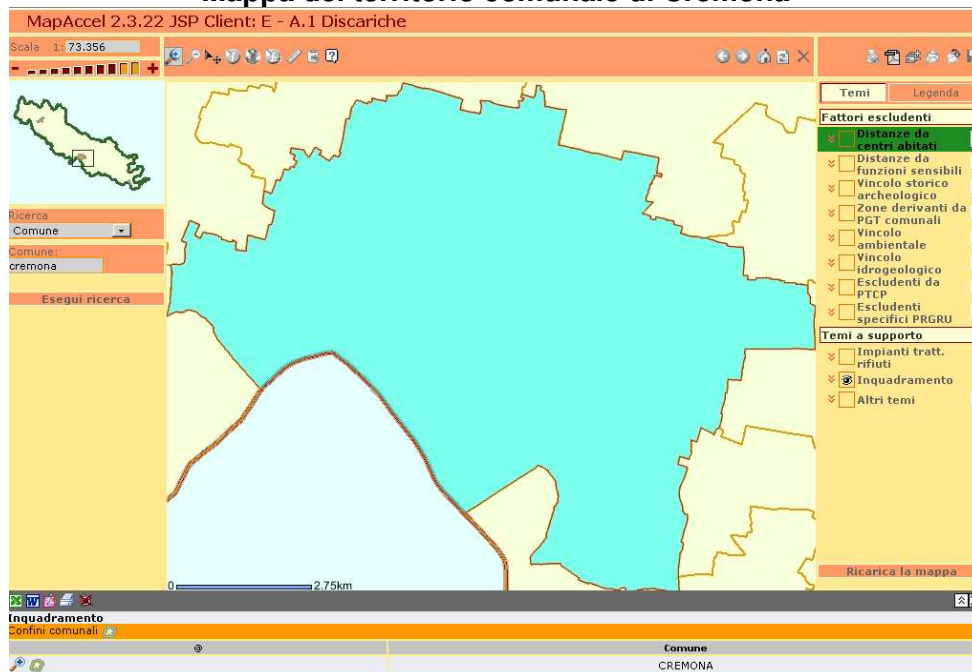 Mappa del territorio comunale di Cremona
MapAccel 2.3.22 JSP Client: E - A.1 Discariche
Scala 1: 73.356
Ricerca
Comune
Comune:
cremona
Esegui ricerca
0 2.75km
Temi Legenda
Fattori escludenti
Distanze da
centri abitati
Distanze da
funzioni sensibili
Vincolo storico
archeologico
Zone derivanti da
PGT comunali
Vincolo
ambientale
Vincolo
idrogeologico
Escludenti da
PTCP
Escludenti
specifici PRGRU
Temi a supporto
Impianti tratt.
rifiuti
Inquadramento
Altri temi
Ricarica la mappa
Inquadramento
Confini comunali
@ Comune
CREMONA